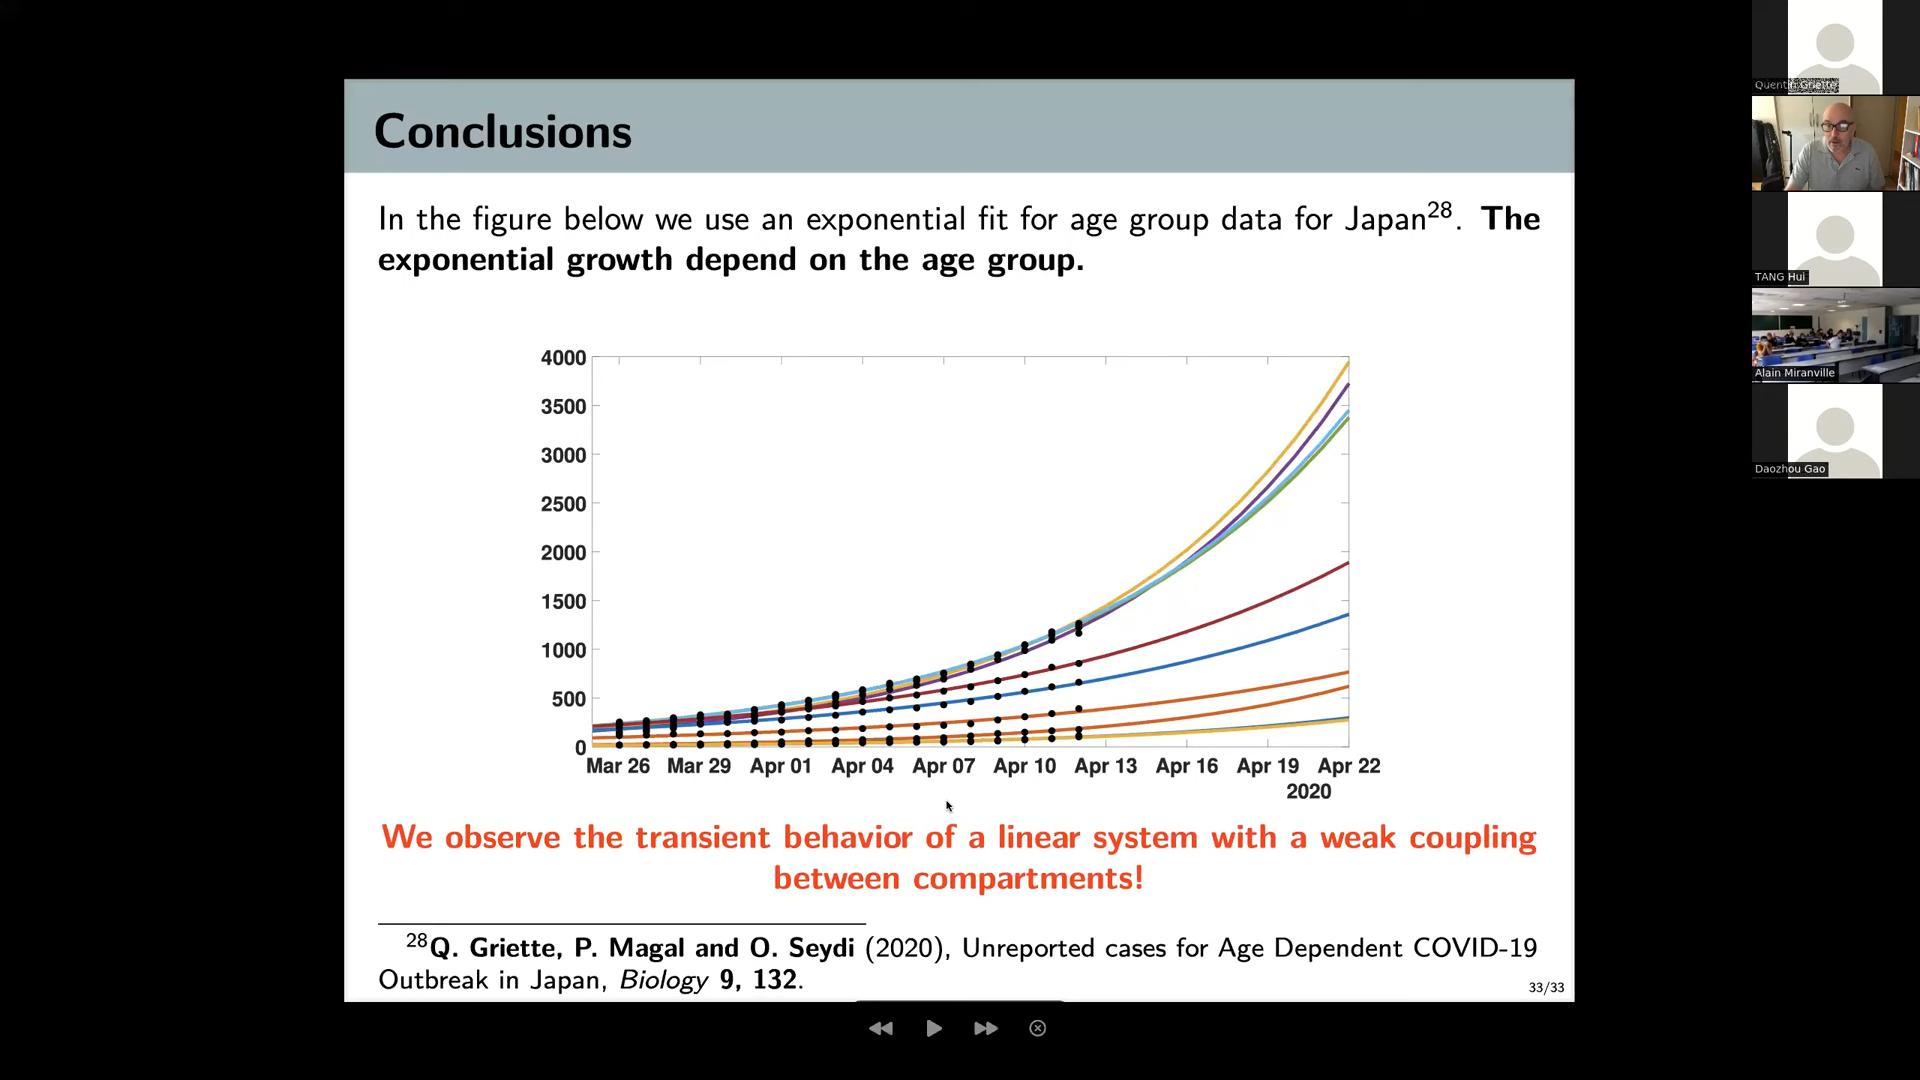 Conclusions
In the figure below we use an exponential fit for age group data for Japan28. The
exponential growth depend on the age group.
4000
3500
3000
2500
2000
1500
1000
500
0
Mar 26 Mar 29 Apr 01 Apr 04 Apr 07 Apr 10 Apr 13 Apr 16 Apr 19 Apr 22
2020
We observe the transient behavior of a linear system with a weak coupling
between compartments!
28Q. Griette, P. Magal and O. Seydi (2020), Unreported cases for Age Dependent COVID-19
Outbreak in Japan, Biology 9, 132.
33/33
Quentin Griette
TANG Hui
Alain Miranville
Daozhou Gao